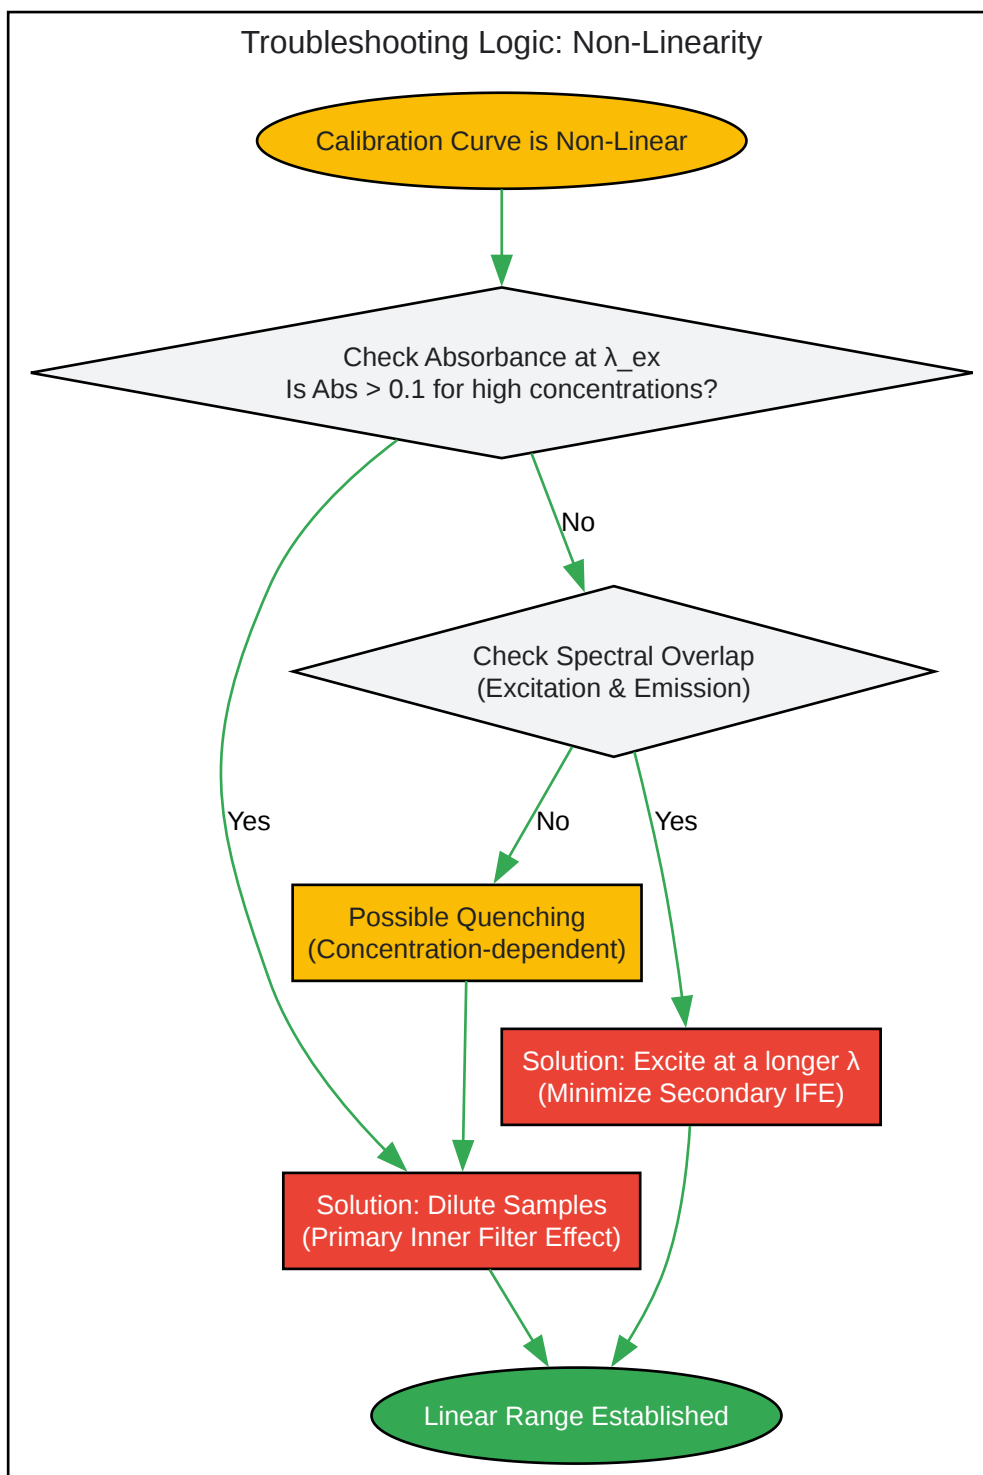 Troubleshooting Logic: Non-Linearity
Calibration Curve is Non-Linear
Check Absorbance at λ_ex
Is Abs > 0.1 for high concentrations?
No
Check Spectral Overlap
(Excitation & Emission)
Yes
No
Yes
Possible Quenching
(Concentration-dependent)
Solution: Excite at a longer λ
(Minimize Secondary IFE)
Solution: Dilute Samples
(Primary Inner Filter Effect)
Linear Range Established